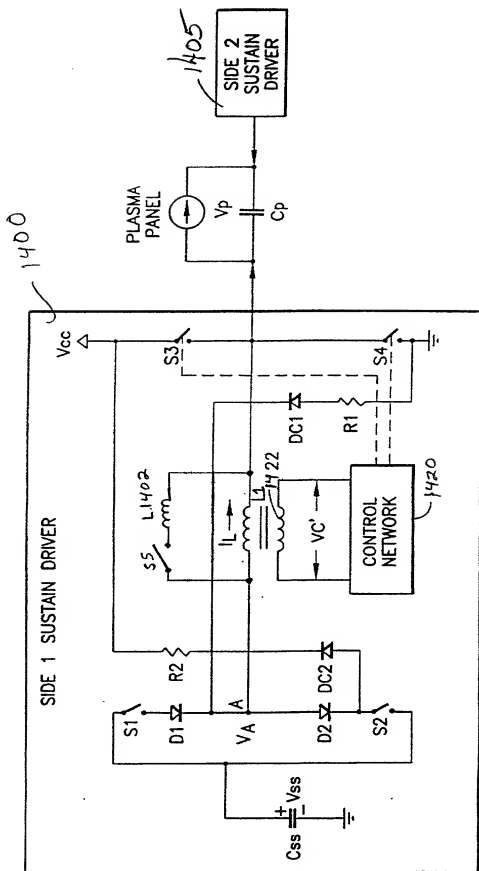 SIDE 1 SUSTAIN DRIVER
1400
Vcc
S3
S4
DC1
R1
L1402
S5
IL
L1
1422
VC'
CONTROL
NETWORK
1420
R2
DC2
S1
D1
A
VA
D2
S2
+
Vss
-
Css
PLASMA
PANEL
Vp
Cp
SIDE 2
SUSTAIN
DRIVER
1405